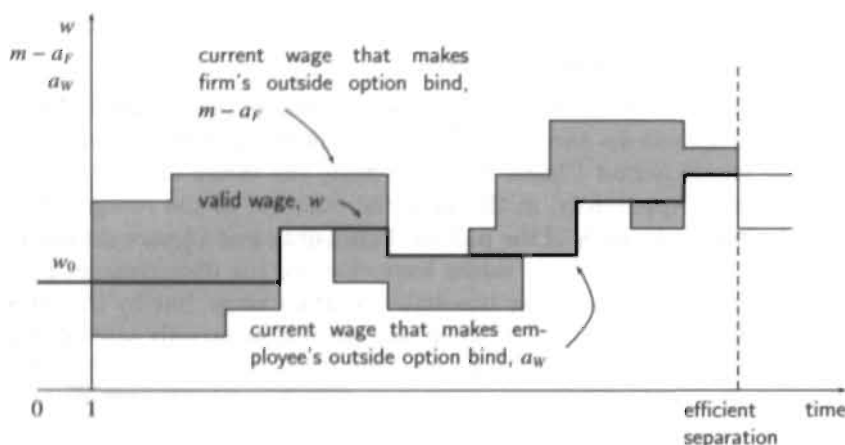 w
m − a_F
a_W
current wage that makes
firm's outside option bind,
m − a_F
valid wage, w
w_0
current wage that makes em-
ployee's outside option bind, a_W
0 1 efficient time
separation